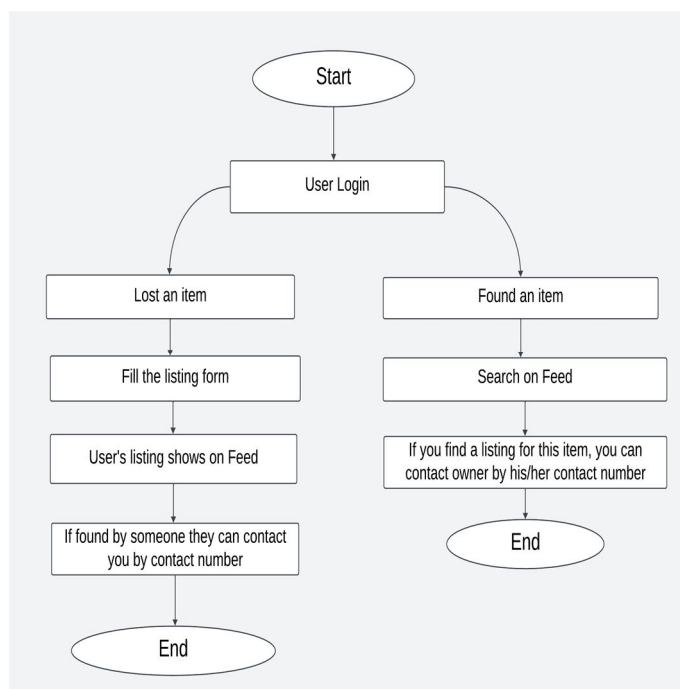 Start
User Login
Lost an item
Fill the listing form
User's listing shows on Feed
If found by someone they can contact
you by contact number
End
Found an item
Search on Feed
If you find a listing for this item, you can
contact owner by his/her contact number
End